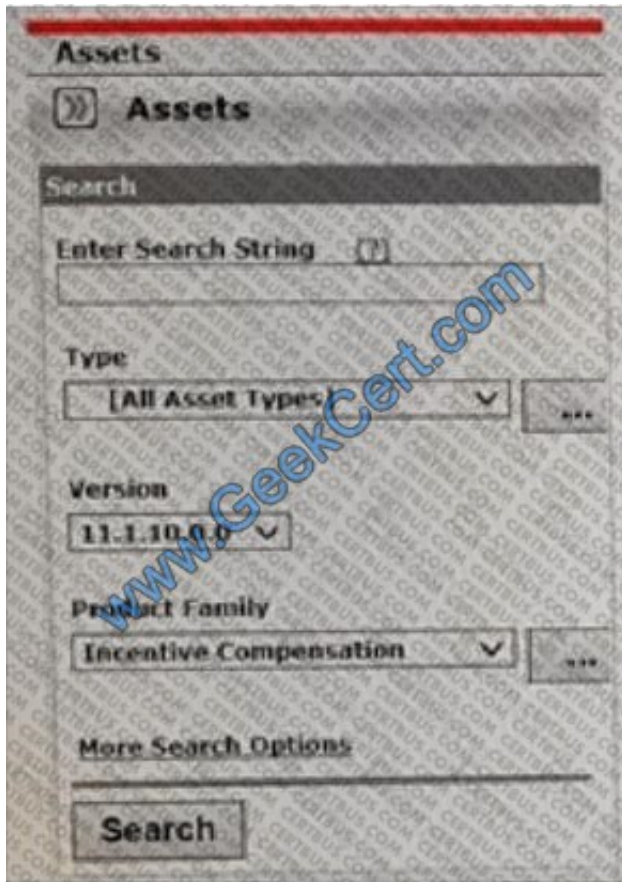 Assets
Assets
Search
Enter Search String [?]
[All Asset Types]
Type
...
Version
11.1.10.0.0
Product Family
Incentive Compensation
...
More Search Options
Search
www.GeekCert.com